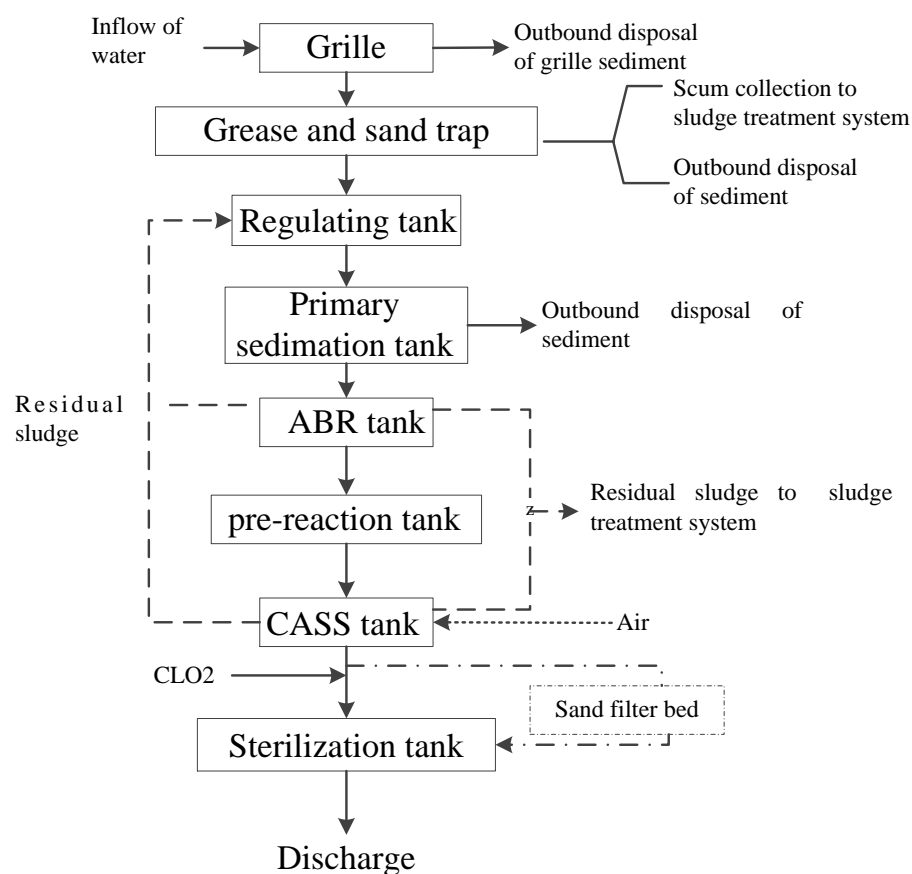 Inflow of
water
Grille
Outbound disposal
of grille sediment
Scum collection to
sludge treatment system
Grease and sand trap
Outbound disposal
of sediment
Regulating tank
Primary
sedimation tank
Outbound disposal of
sediment
Residual
sludge
ABR tank
pre-reaction tank
z
Residual sludge to sludge
treatment system
CASS tank
Air
CLO2
Sand filter bed
Sterilization tank
Discharge